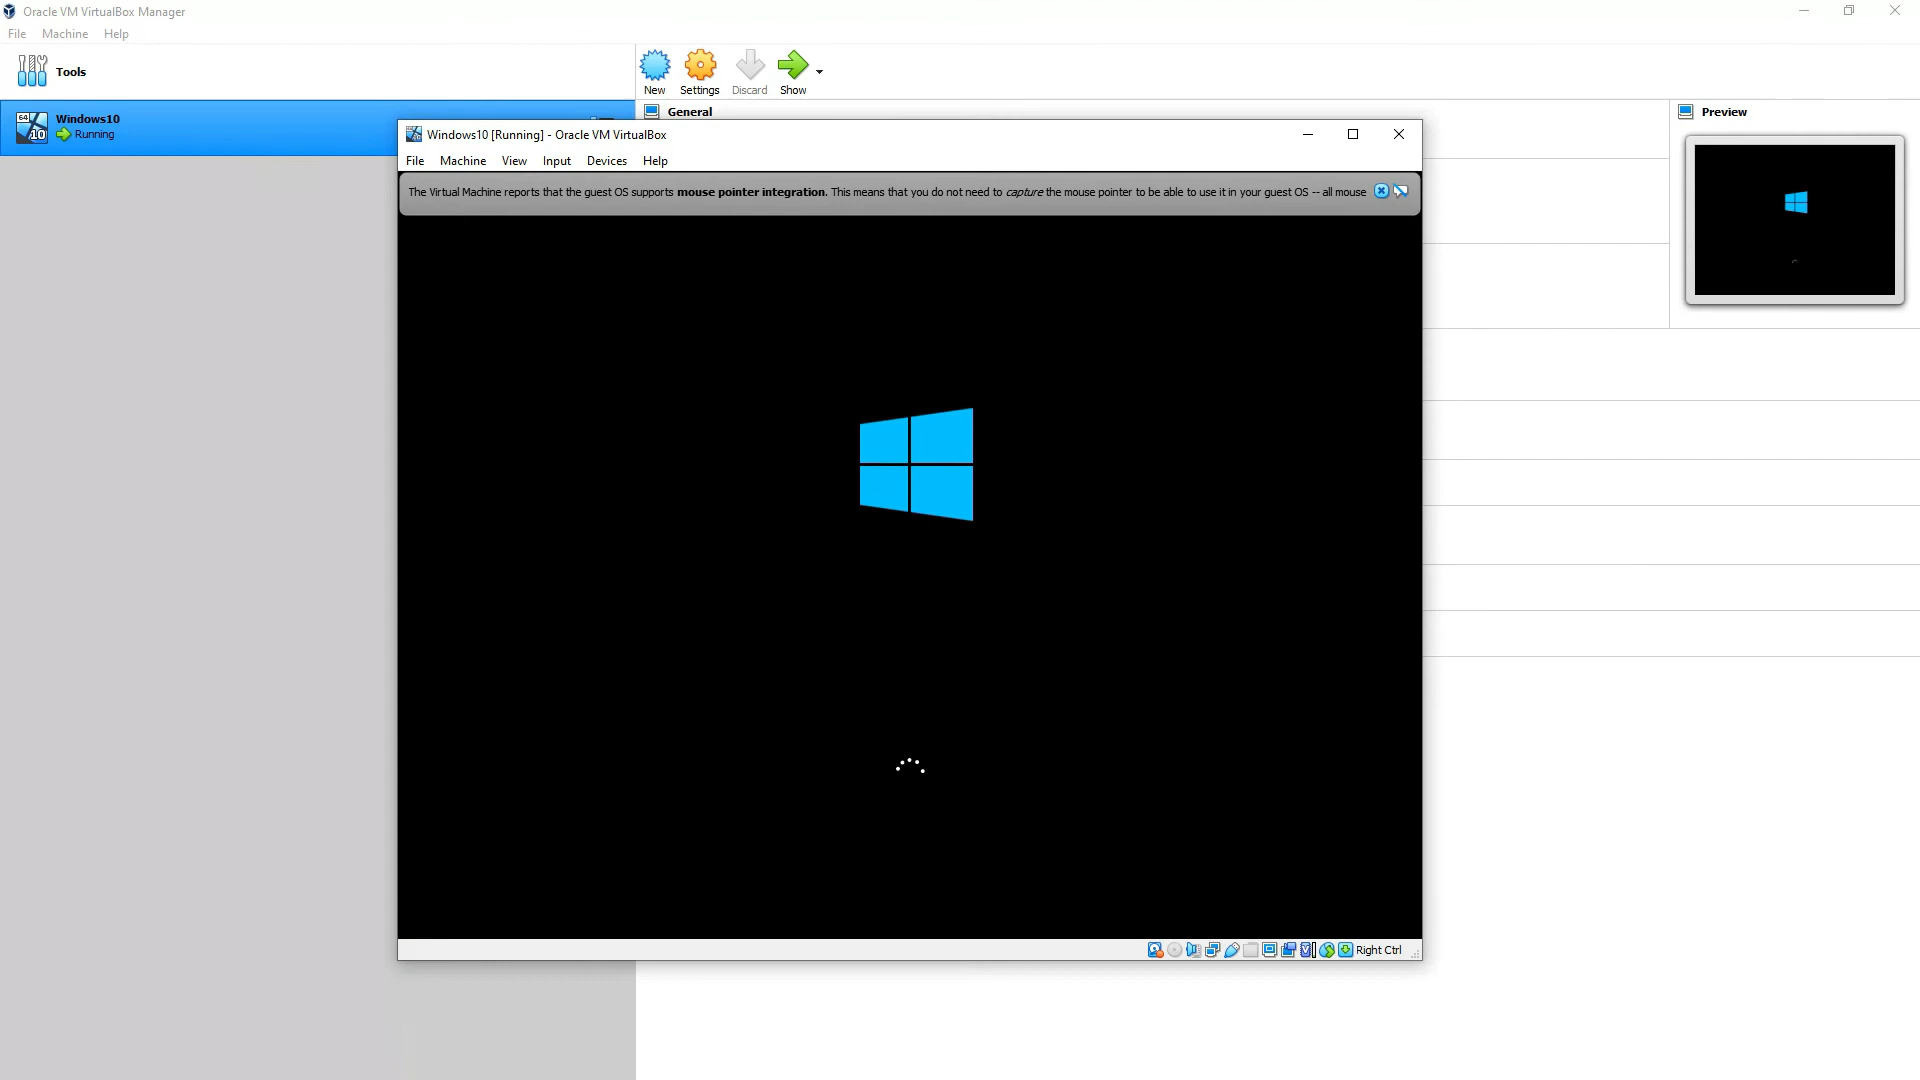 Oracle VM VirtualBox Manager
File Machine Help
Tools
New Settings Discard Show
64
10
Windows10
Running
General
Preview
Windows10 [Running] - Oracle VM VirtualBox
File Machine View Input Devices Help
The Virtual Machine reports that the guest OS supports mouse pointer integration. This means that you do not need to capture the mouse pointer to be able to use it in your guest OS -- all mouse
Right Ctrl